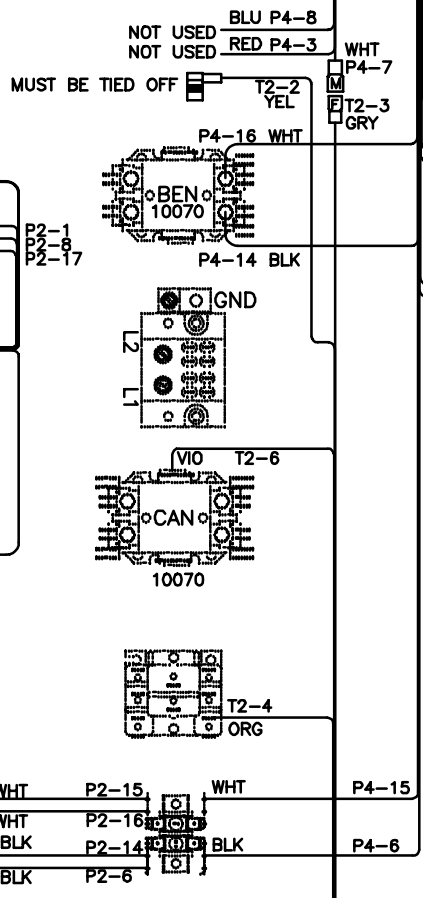 BLU P4-8
NOT USED
RED P4-3
NOT USED
WHT
P4-7
MUST BE TIED OFF
M
T2-2
YEL
F T2-3
GRY
P4-16 WHT
BEN
10070
P2-1
P2-8
P2-17
P4-14 BLK
GND
L2
L1
VIO T2-6
CAN
10070
T2-4
ORG
WHT P2-15 WHT P4-15
WHT P2-16
BLK P2-14 BLK P4-6
BLK P2-6